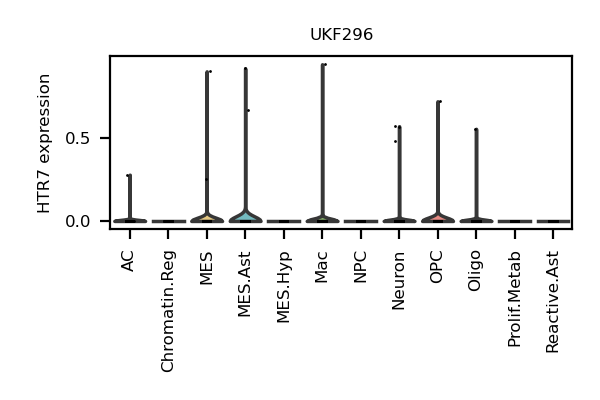 UKF296
HTR7 expression
0.5
0.0
AC
Chromatin.Reg
MES
MES.Ast
MES.Hyp
Mac
NPC
Neuron
OPC
Oligo
Prolif.Metab
Reactive.Ast